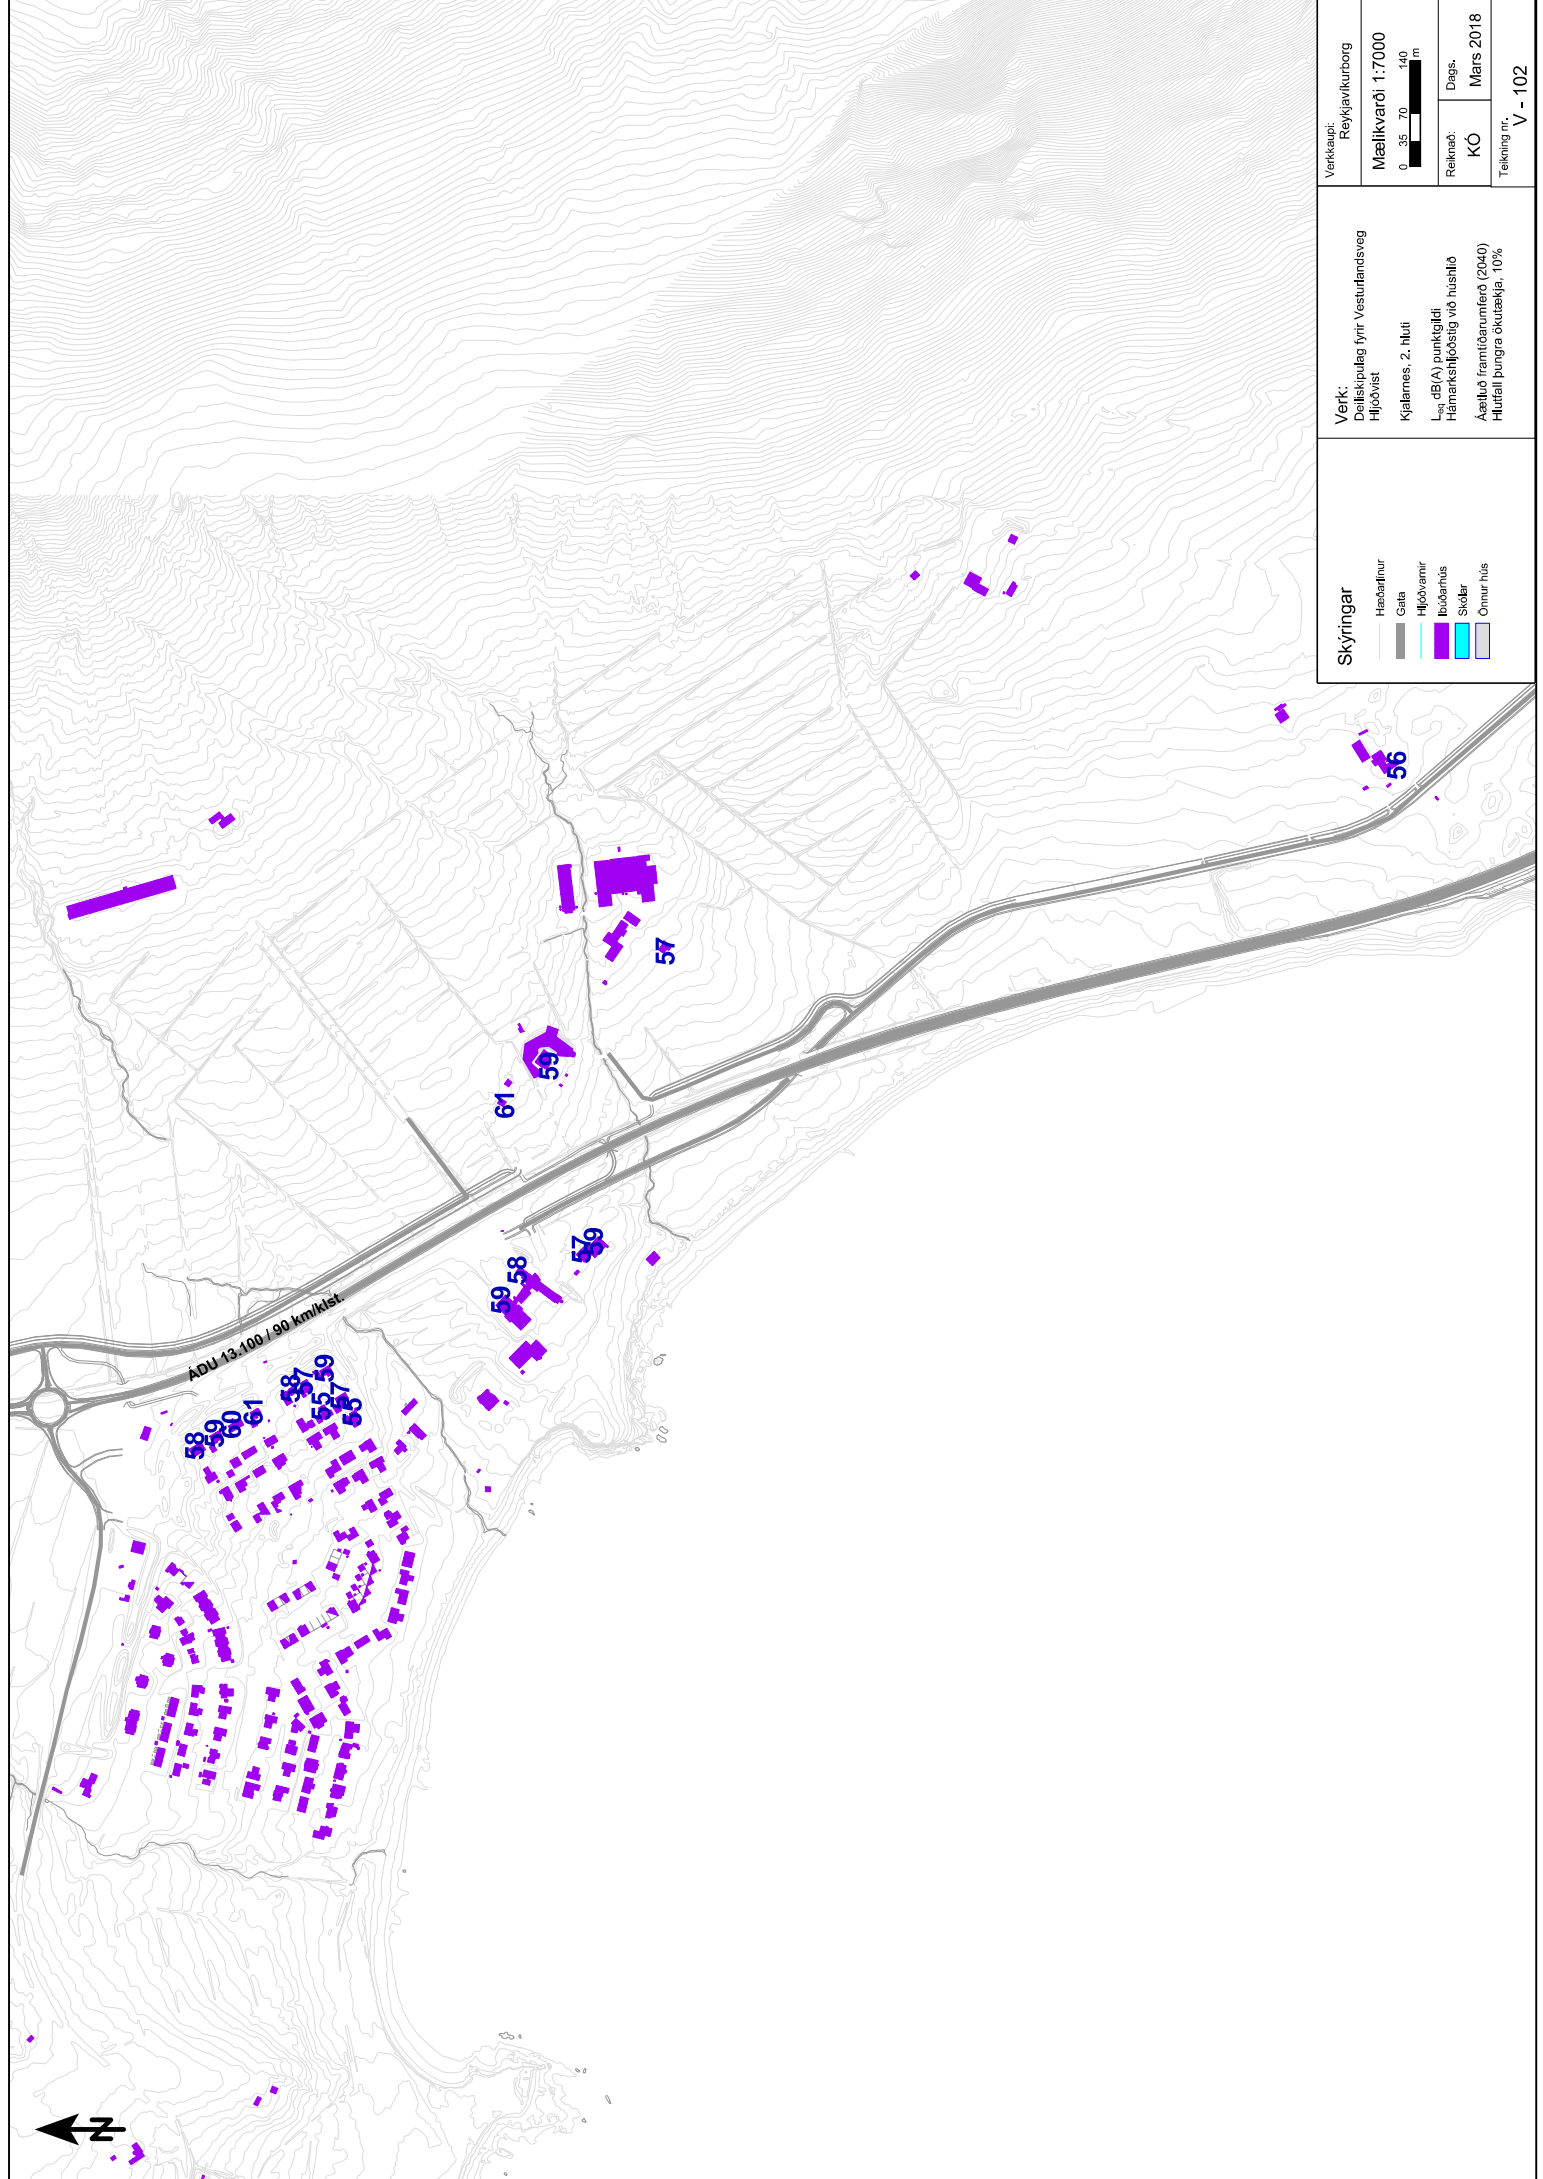 N
58
59
60
61
58
57
59
55
57
55
ÁDU 13.100 / 90 km/klst.
59
58
57
59
61
59
57
56
Skýringar
Hæðarlínur
Gata
Hljóðvarnir
Íbúðarhús
Skólar
Önnur hús
Verk:
Deiliskipulag fyrir Vesturlandsveg
Hljóðvist
Kjalarnes, 2. hluti
Leq dB(A) punktgildi
Hámarkshljóðstig við húshlið
Áætluð framtíðarumferð (2040)
Hlutfall þungra ökutækja, 10%
Verkkaupi:
Reykjavíkurborg
Mælikvarði 1:7000
0 35 70 140
m
Reiknað:
KÓ
Dags.
Mars 2018
Teikning nr.
V - 102